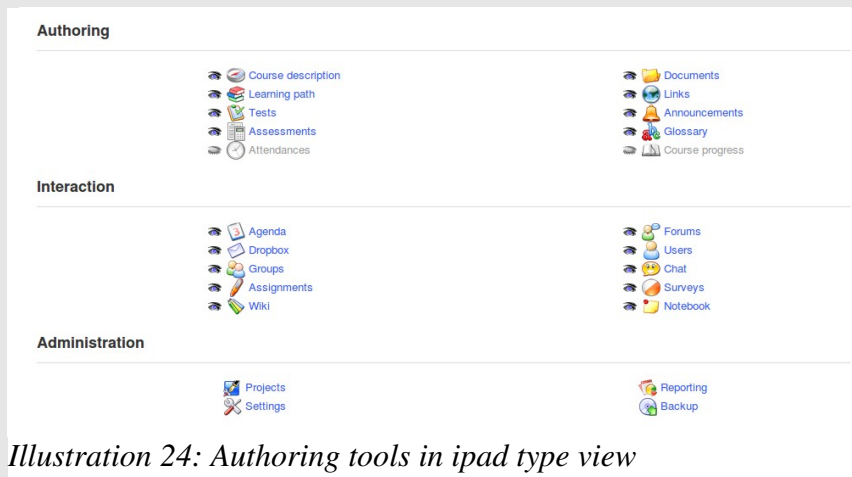 Authoring
Course description
Documents
Learning path
Links
Tests
Announcements
Assessments
Glossary
Attendances
Course progress
Interaction
Agenda
Forums
Dropbox
Users
Groups
Chat
Assignments
Surveys
Wiki
Notebook
Administration
Projects
Reporting
Settings
Backup
Illustration 24: Authoring tools in ipad type view